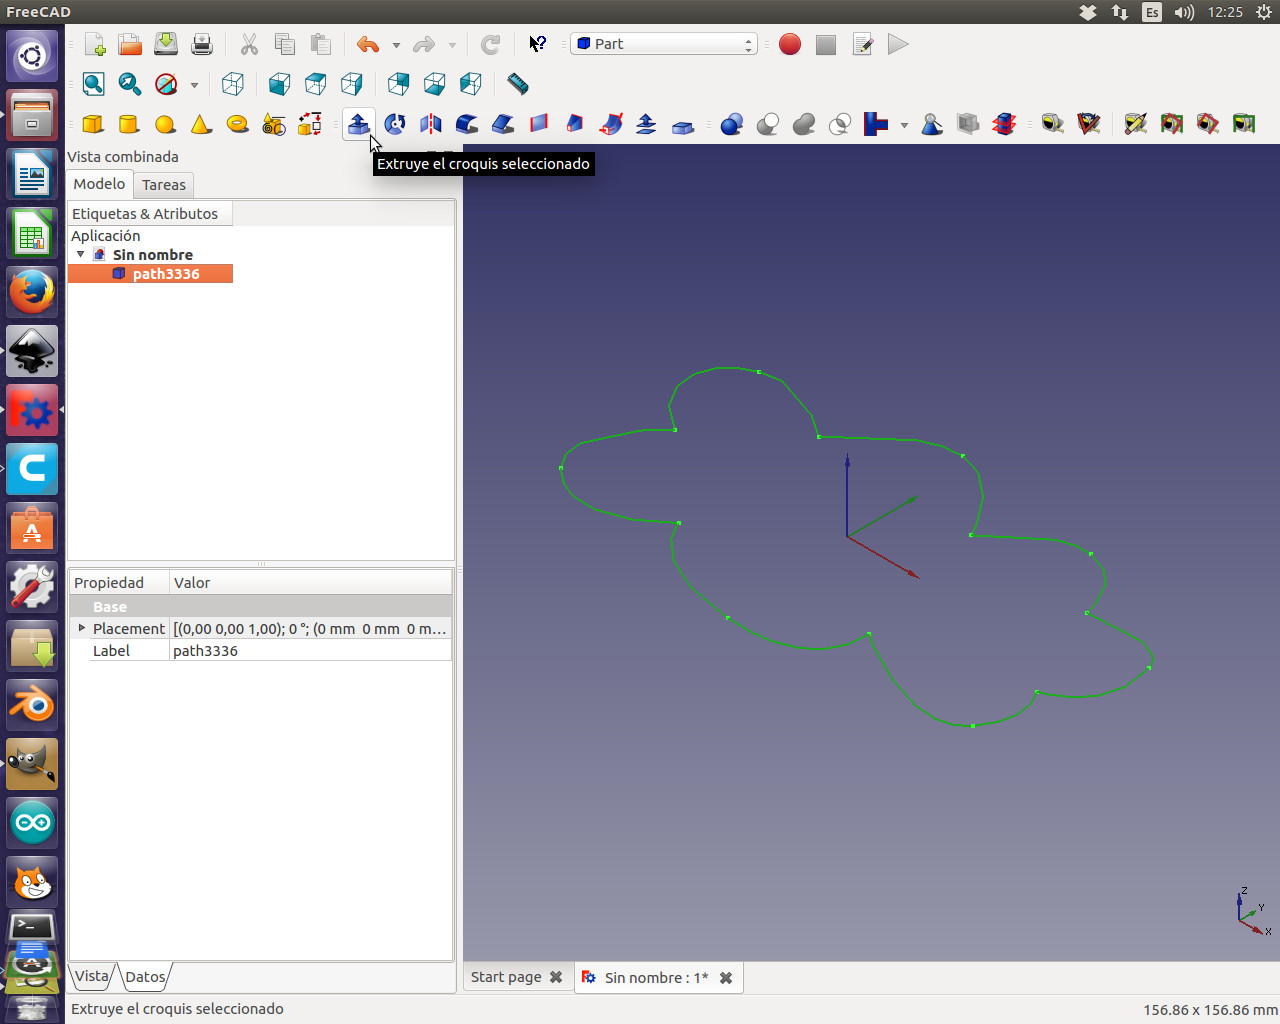 FreeCAD
Es
12:25
Part
Vista combinada
Extruye el croquis seleccionado
Modelo
Tareas
Etiquetas & Atributos
Aplicación
Sin nombre
path3336
Propiedad
Valor
Base
Placement
[(0,00 0,00 1,00); 0 °; (0 mm 0 mm 0 m...
Label
path3336
Z
Y
X
Vista
Datos
Start page
Sin nombre : 1*
Extruye el croquis seleccionado
156.86 x 156.86 mm